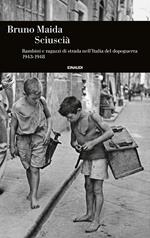 Bruno Maida
Sciuscià
Bambini e ragazzi di strada nell'Italia del dopoguerra
1943-1948
EINAUDI